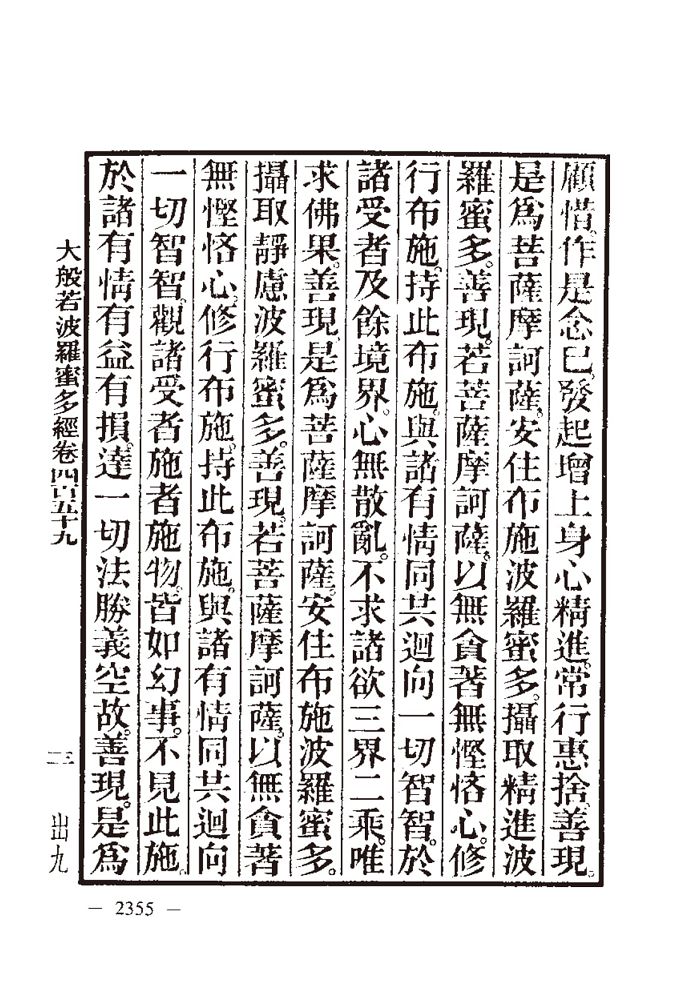 顧惜。作是念已。發起增上身心精進。常行惠捨。善現。
是為菩薩摩訶薩。安住布施波羅蜜多。攝取精進波
羅蜜多。善現。若菩薩摩訶薩。以無貪著無慳悋心。修
行布施。持此布施。與諸有情同共迴向一切智智。於
諸受者及餘境界。心無散亂。不求諸欲三界二乘。唯
求佛果。善現。是為菩薩摩訶薩。安住布施波羅蜜多。
攝取靜慮波羅蜜多。善現。若菩薩摩訶薩。以無貪著
無慳悋心。修行布施。持此布施。與諸有情同共迴向
一切智智。觀諸受者施者施物。皆如幻事。不見此施。
於諸有情有益有損。達一切法勝義空故。善現。是為
大般若波羅蜜多經卷四百五十九
三
出九
— 2355 —